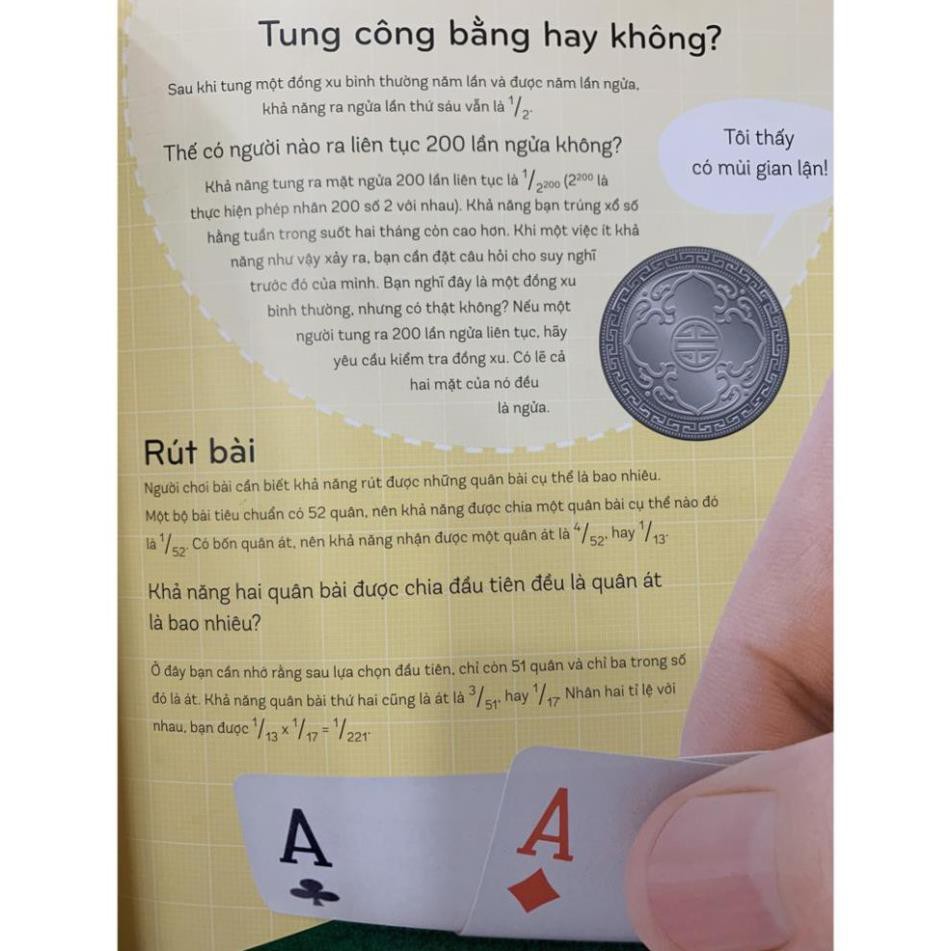 Tung công bằng hay không?
Sau khi tung một đồng xu bình thường năm lần và được năm lần ngửa,
khả năng ra ngửa lần thứ sáu vẫn là 1/2.
Thế có người nào ra liên tục 200 lần ngửa không?
Khả năng tung ra mặt ngửa 200 lần liên tục là 1/2²⁰⁰ (2²⁰⁰ là
thực hiện phép nhân 200 số 2 với nhau). Khả năng bạn trúng xổ số
hằng tuần trong suốt hai tháng còn cao hơn. Khi một việc ít khả
năng như vậy xảy ra, bạn cần đặt câu hỏi cho suy nghĩ
trước đó của mình. Bạn nghĩ đây là một đồng xu
bình thường, nhưng có thật không? Nếu một
người tung ra 200 lần ngửa liên tục, hãy
yêu cầu kiểm tra đồng xu. Có lẽ cả
hai mặt của nó đều
là ngửa.
Tôi thấy
có mùi gian lận!
Rút bài
Người chơi bài cần biết khả năng rút được những quân bài cụ thể là bao nhiêu.
Một bộ bài tiêu chuẩn có 52 quân, nên khả năng được chia một quân bài cụ thể nào đó
là 1/52. Có bốn quân át, nên khả năng nhận được một quân át là 4/52, hay 1/13.
Khả năng hai quân bài được chia đầu tiên đều là quân át
là bao nhiêu?
Ở đây bạn cần nhớ rằng sau lựa chọn đầu tiên, chỉ còn 51 quân và chỉ ba trong số
đó là át. Khả năng quân bài thứ hai cũng là át là 3/51, hay 1/17. Nhân hai tỉ lệ với
nhau, bạn được 1/13 x 1/17 = 1/221.
A
A